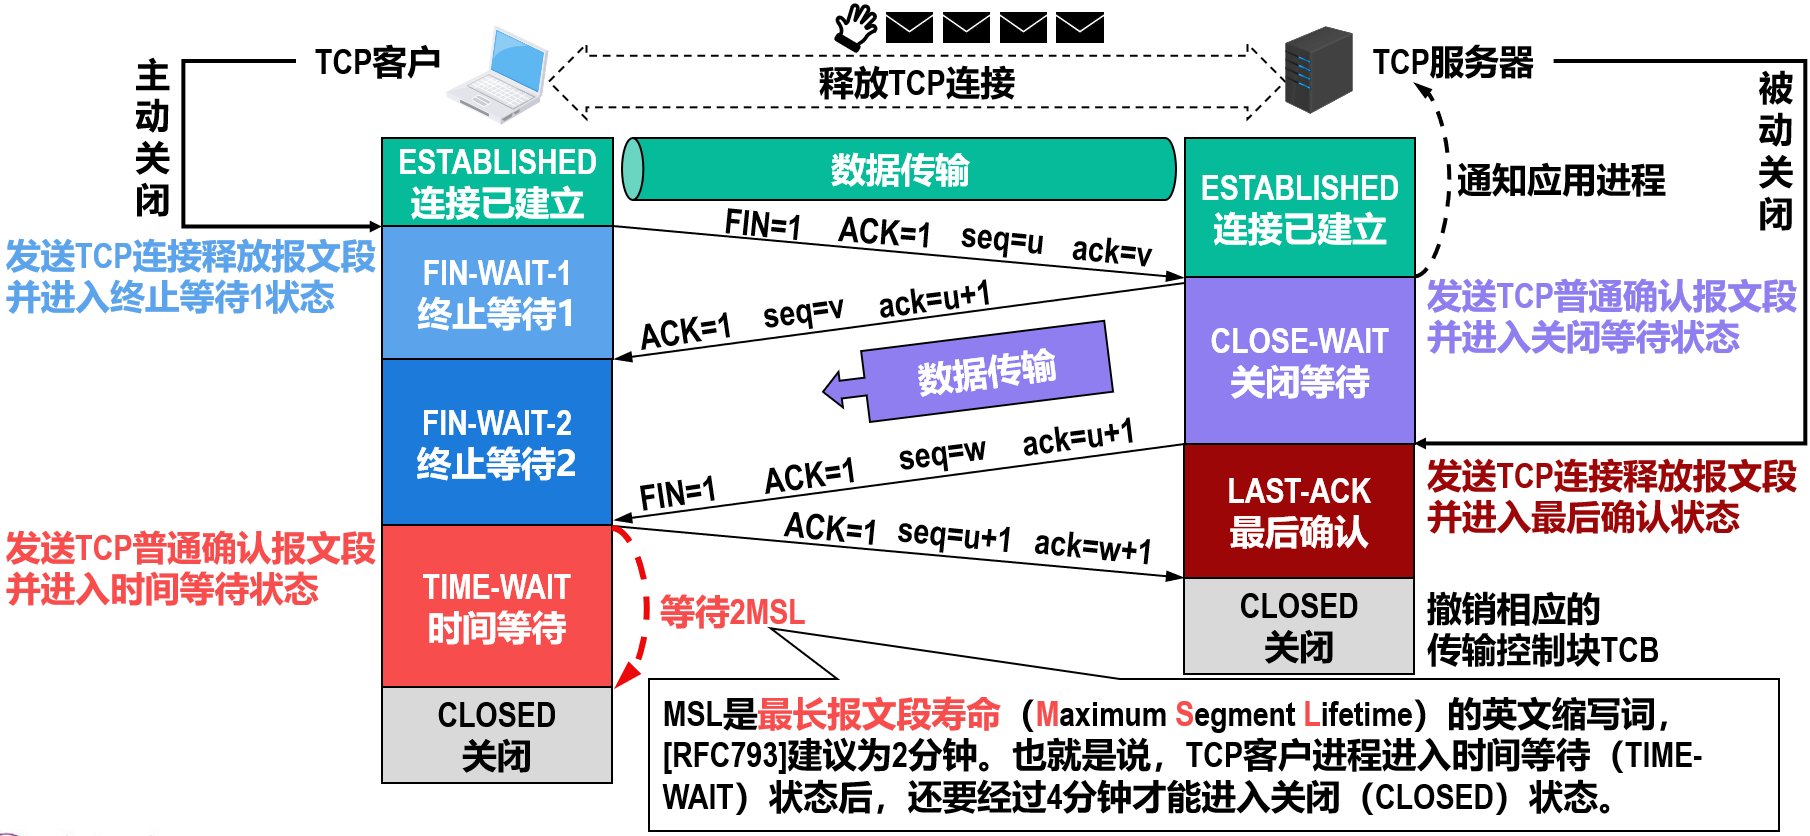 TCP客户
释放TCP连接
TCP服务器
主动关闭
被动关闭
ESTABLISHED
连接已建立
数据传输
ESTABLISHED
连接已建立
通知应用进程
FIN=1 ACK=1 seq=u ack=v
发送TCP连接释放报文段
并进入终止等待1状态
FIN-WAIT-1
终止等待1
ACK=1 seq=v ack=u+1
发送TCP普通确认报文段
并进入关闭等待状态
CLOSE-WAIT
关闭等待
数据传输
FIN-WAIT-2
终止等待2
FIN=1 ACK=1 seq=w ack=u+1
发送TCP连接释放报文段
并进入最后确认状态
LAST-ACK
最后确认
ACK=1 seq=u+1 ack=w+1
发送TCP普通确认报文段
并进入时间等待状态
TIME-WAIT
时间等待
等待2MSL
CLOSED
关闭
撤销相应的
传输控制块TCB
CLOSED
关闭
MSL是最长报文段寿命（Maximum Segment Lifetime）的英文缩写词，
[RFC793]建议为2分钟。也就是说，TCP客户进程进入时间等待（TIME-
WAIT）状态后，还要经过4分钟才能进入关闭（CLOSED）状态。